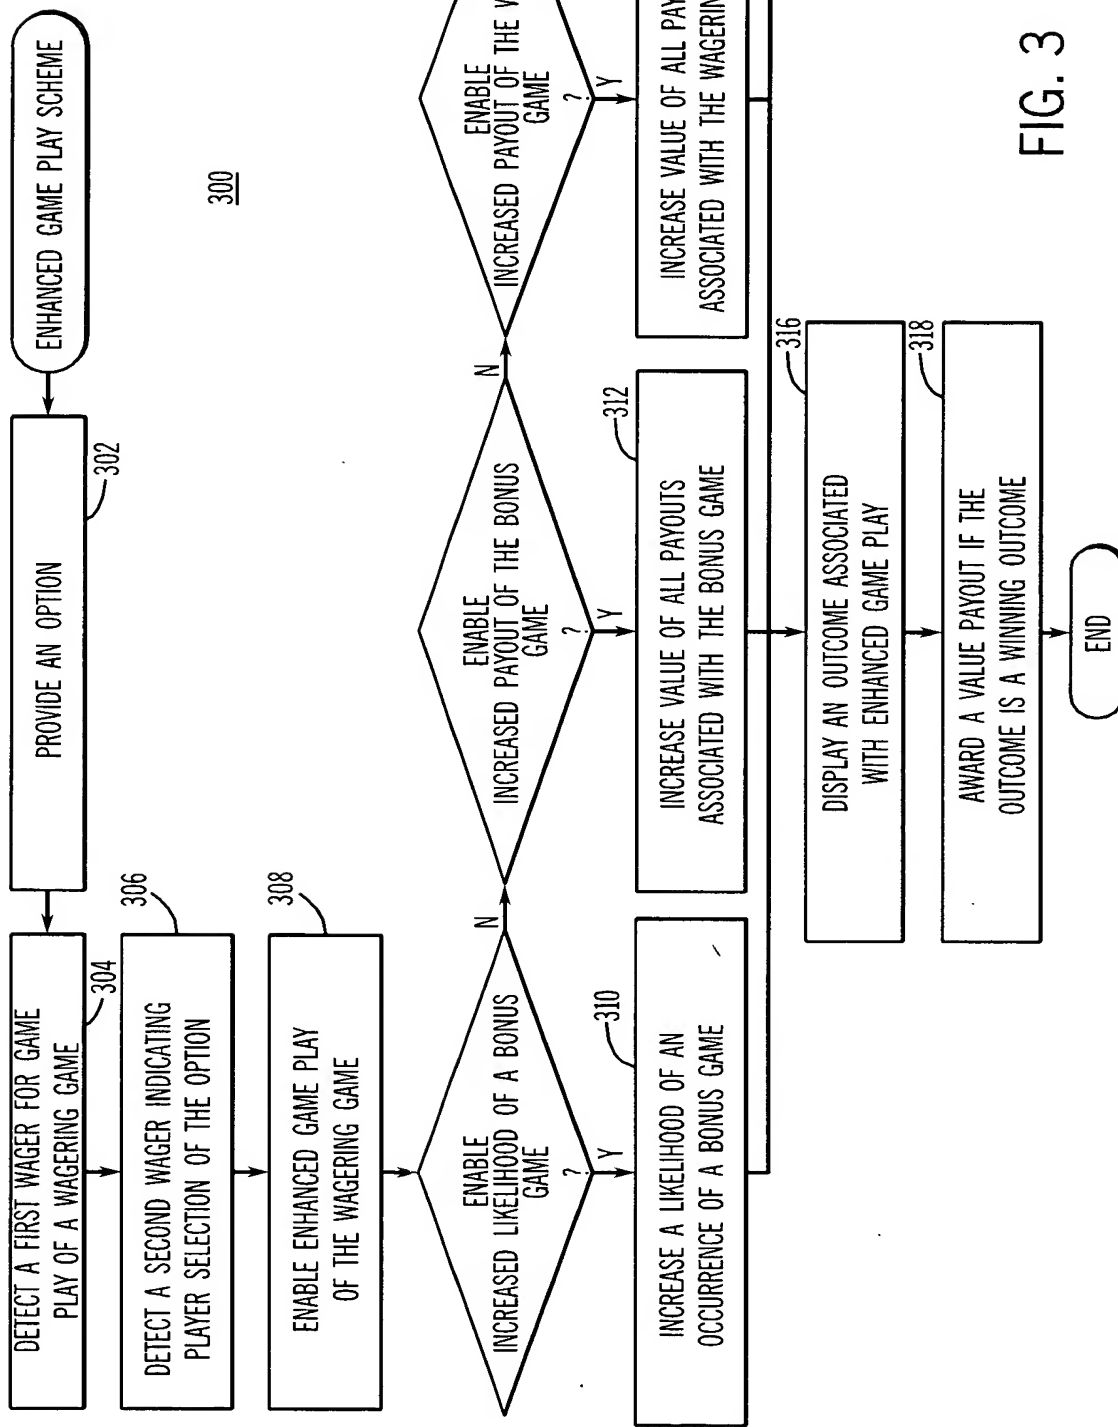 ENHANCED GAME PLAY SCHEME
300
PROVIDE AN OPTION
302
DETECT A FIRST WAGER FOR GAME
PLAY OF A WAGERING GAME
304
DETECT A SECOND WAGER INDICATING
PLAYER SELECTION OF THE OPTION
306
ENABLE ENHANCED GAME PLAY
OF THE WAGERING GAME
308
ENABLE
INCREASED LIKELIHOOD OF A BONUS
GAME
?
N
Y
INCREASE A LIKELIHOOD OF AN
OCCURRENCE OF A BONUS GAME
310
ENABLE
INCREASED PAYOUT OF THE BONUS
GAME
?
N
Y
INCREASE VALUE OF ALL PAYOUTS
ASSOCIATED WITH THE BONUS GAME
312
ENABLE
INCREASED PAYOUT OF THE
GAME
?
Y
INCREASE VALUE OF ALL
ASSOCIATED WITH THE WAGERING
DISPLAY AN OUTCOME ASSOCIATED
WITH ENHANCED GAME PLAY
316
AWARD A VALUE PAYOUT IF THE
OUTCOME IS A WINNING OUTCOME
318
END
FIG. 3